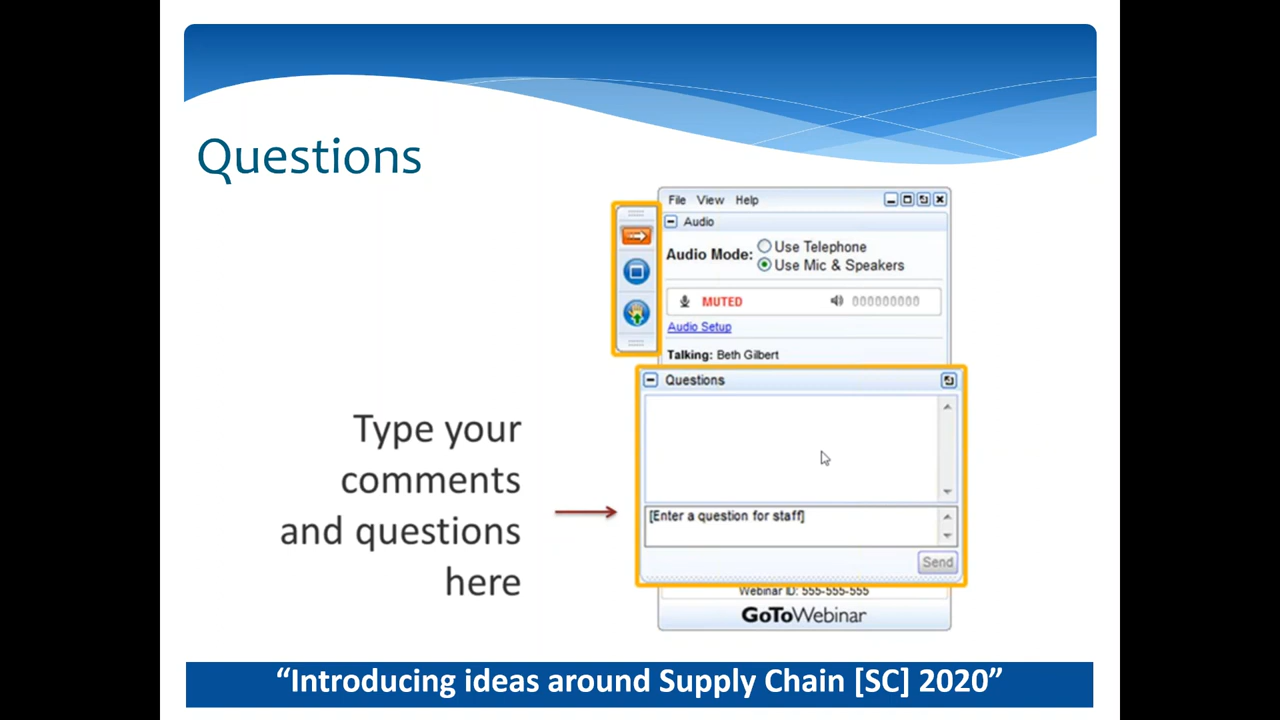 Questions
File View Help
Audio
Audio Mode: Use Telephone
Use Mic & Speakers
MUTED 000000000
Audio Setup
Talking: Beth Gilbert
Questions
Type your
comments
and questions
here
[Enter a question for staff]
Send
Webinar ID: 555-555-555
GoToWebinar
“Introducing ideas around Supply Chain [SC] 2020”